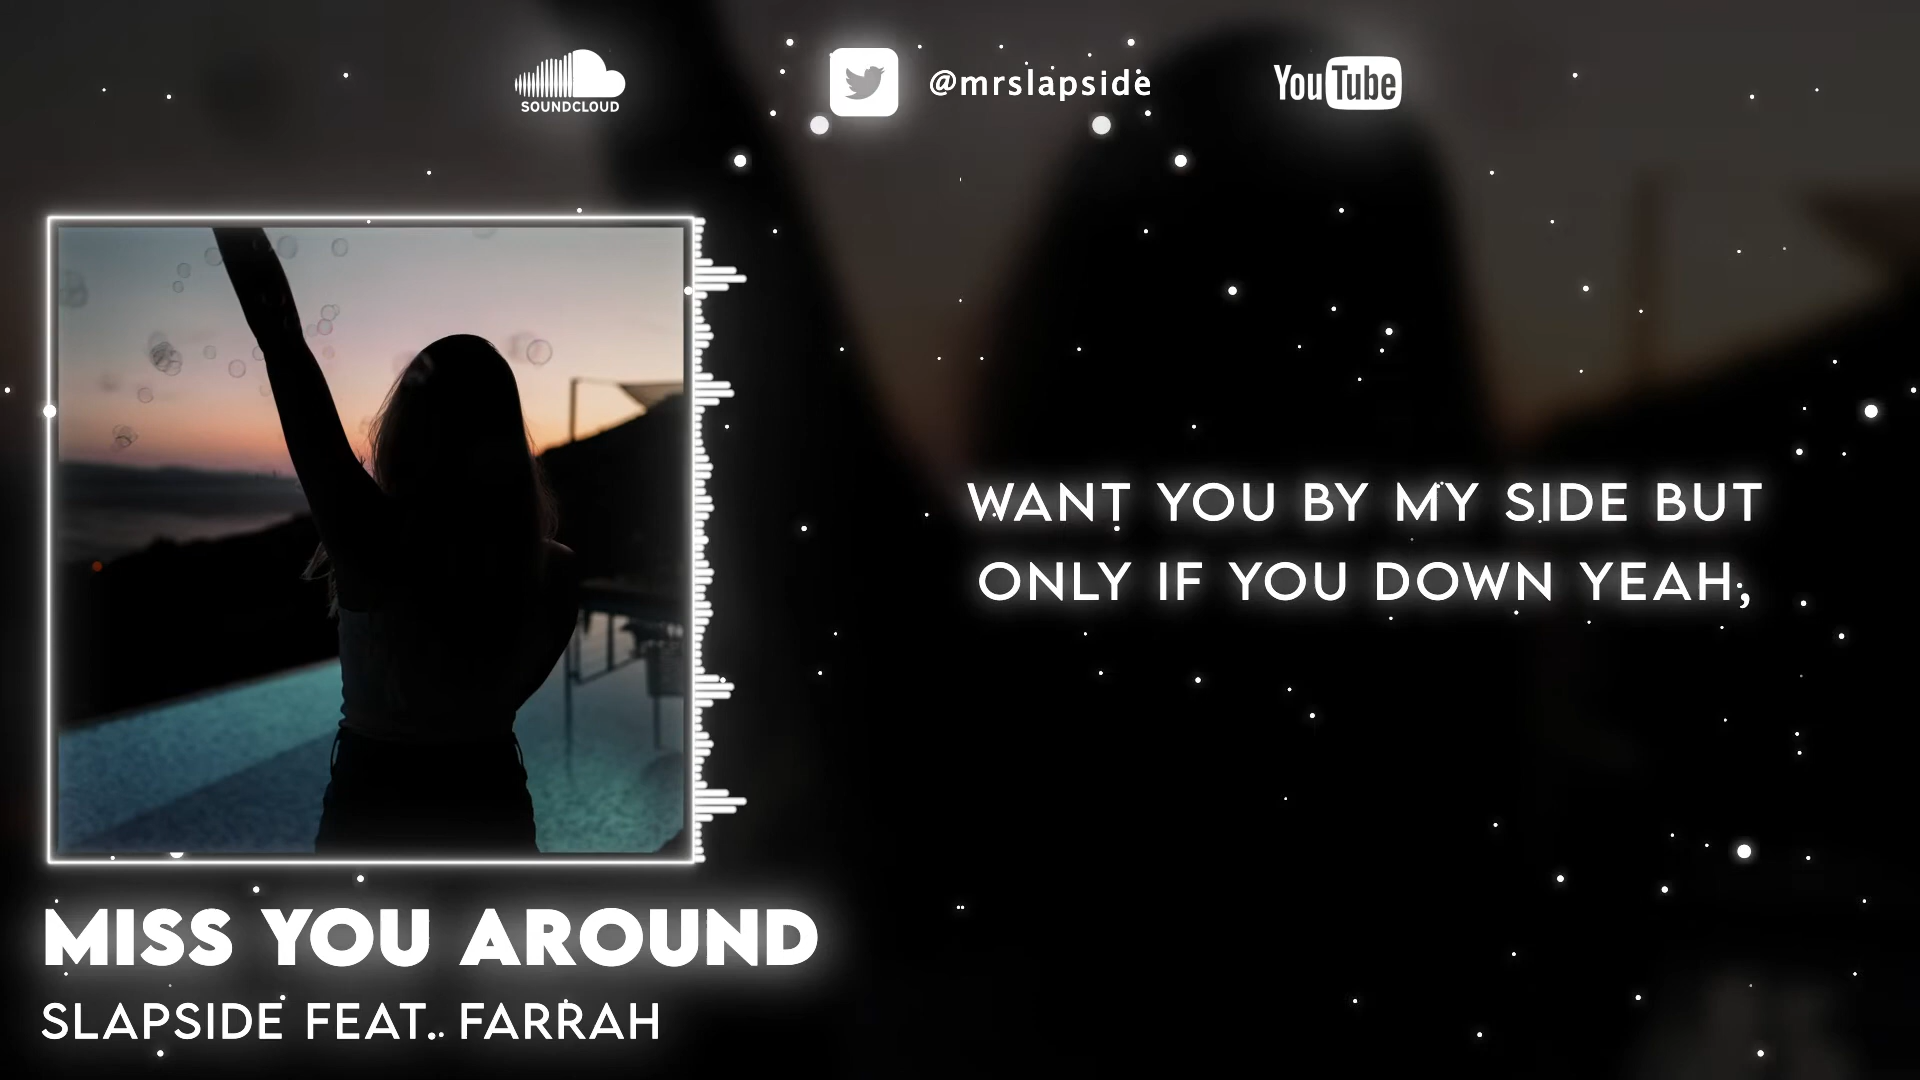 SOUNDCLOUD
@mrslapside
YouTube
WANT YOU BY MY SIDE BUT
ONLY IF YOU DOWN YEAH,
MISS YOU AROUND
SLAPSIDE FEAT. FARRAH